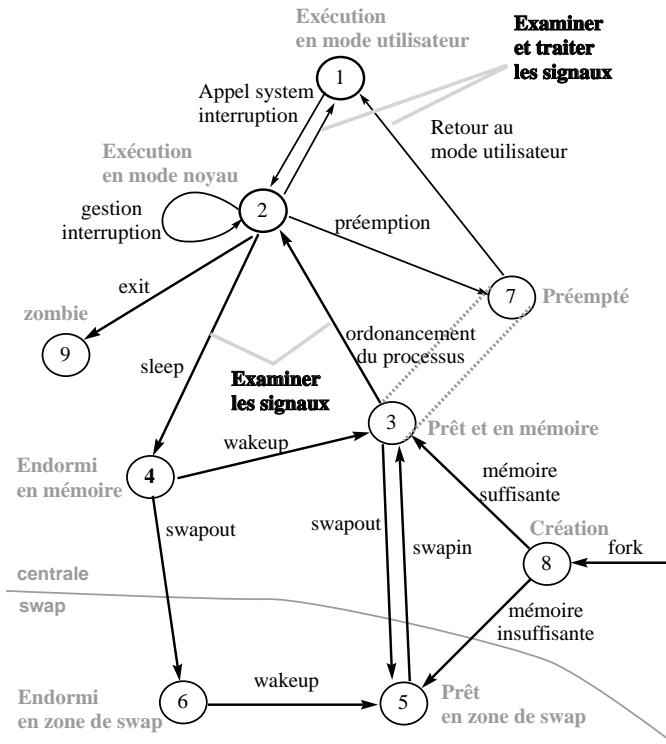 Exécution
en mode utilisateur
Examiner
et traiter
les signaux
1
Appel system
interruption
Retour au
mode utilisateur
Exécution
en mode noyau
2
gestion
interruption
préemption
exit
7
Préempté
zombie
9
ordonancement
du processus
sleep
Examiner
les signaux
3
Prêt et en mémoire
wakeup
Endormi
en mémoire
4
mémoire
suffisante
swapout
swapout
swapin
Création
8
fork
centrale
swap
mémoire
insuffisante
Endormi
en zone de swap
6
wakeup
5
Prêt
en zone de swap